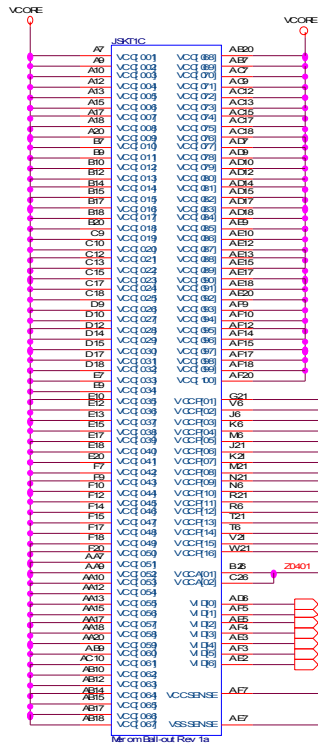 VCORE VCORE
JSKT1C
A7 VCC[001] VCC[068] AB20
A9 VCC[002] VCC[069] AB7
A10 VCC[003] VCC[070] AC7
A12 VCC[004] VCC[071] AC9
A13 VCC[005] VCC[072] AC12
A15 VCC[006] VCC[073] AC13
A17 VCC[007] VCC[074] AC15
A18 VCC[008] VCC[075] AC17
A20 VCC[009] VCC[076] AC18
B7 VCC[010] VCC[077] AD7
B9 VCC[011] VCC[078] AD9
B10 VCC[012] VCC[079] AD10
B12 VCC[013] VCC[080] AD12
B14 VCC[014] VCC[081] AD14
B15 VCC[015] VCC[082] AD15
B17 VCC[016] VCC[083] AD17
B18 VCC[017] VCC[084] AD18
B20 VCC[018] VCC[085] AE9
C9 VCC[019] VCC[086] AE10
C10 VCC[020] VCC[087] AE12
C12 VCC[021] VCC[088] AE13
C13 VCC[022] VCC[089] AE15
C15 VCC[023] VCC[090] AE17
C17 VCC[024] VCC[091] AE18
C18 VCC[025] VCC[092] AE20
D9 VCC[026] VCC[093] AF9
D10 VCC[027] VCC[094] AF10
D12 VCC[028] VCC[095] AF12
D14 VCC[029] VCC[096] AF14
D15 VCC[030] VCC[097] AF15
D17 VCC[031] VCC[098] AF17
D18 VCC[032] VCC[099] AF18
E7 VCC[033] VCC[100] AF20
E9 VCC[034]
E10 VCC[035] VCCP[01] G21
E12 VCC[036] VCCP[02] V6
E13 VCC[037] VCCP[03] J6
E15 VCC[038] VCCP[04] K6
E17 VCC[039] VCCP[05] M6
E18 VCC[040] VCCP[06] J21
E20 VCC[041] VCCP[07] K21
F7 VCC[042] VCCP[08] M21
F9 VCC[043] VCCP[09] N21
F10 VCC[044] VCCP[10] N6
F12 VCC[045] VCCP[11] R21
F14 VCC[046] VCCP[12] R6
F15 VCC[047] VCCP[13] T21
F17 VCC[048] VCCP[14] T6
F18 VCC[049] VCCP[15] V21
F20 VCC[050] VCCP[16] W21
AA7 VCC[051]
AA9 VCC[052] VCCA[01] B26 Z0401
AA10 VCC[053] VCCA[02] C26
AA12 VCC[054]
AA13 VCC[055] VID[0] AD6
AA15 VCC[056] VID[1] AF5
AA17 VCC[057] VID[2] AE5
AA18 VCC[058] VID[3] AF4
AA20 VCC[059] VID[4] AE3
AB9 VCC[060] VID[5] AF3
AC10 VCC[061] VID[6] AE2
AB10 VCC[062]
AB12 VCC[063]
AB14 VCC[064] VCCSENSE AF7
AB15 VCC[065]
AB17 VCC[066]
AB18 VCC[067] VSSSENSE AE7
Merom Ball-out Rev 1a